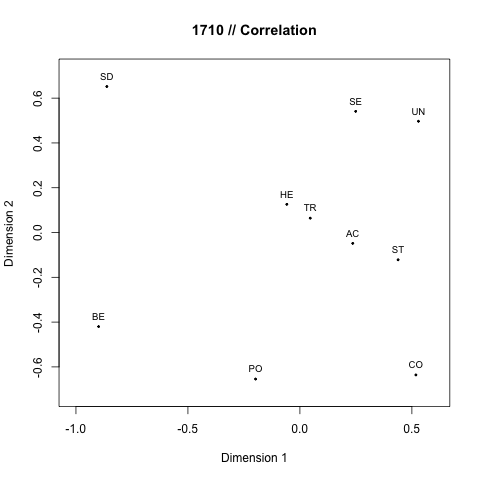 1710 // Correlation
SD
SE
UN
HE
TR
AC
ST
BE
PO
CO
Dimension 2
0.6
0.4
0.2
0.0
-0.2
-0.4
-0.6
-1.0 -0.5 0.0 0.5
Dimension 1